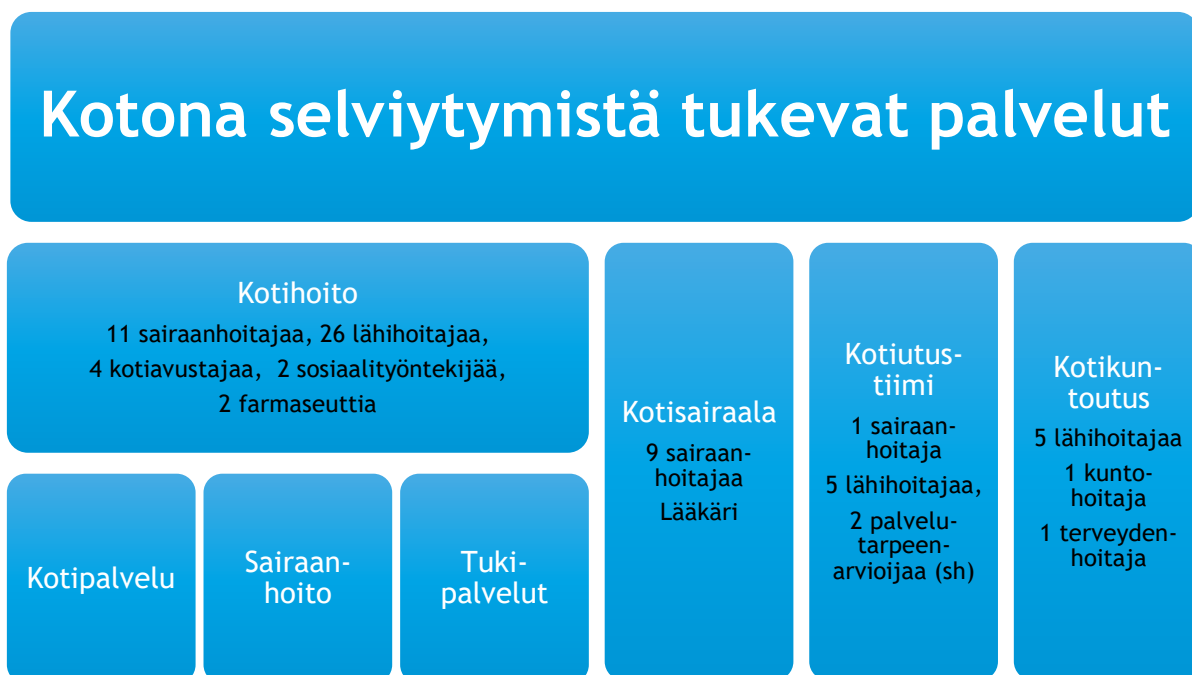 Kotona selviytymistä tukevat palvelut
Kotihoito
11 sairaanhoitajaa, 26 lähihoitajaa,
4 kotiavustajaa, 2 sosiaalityöntekijää,
2 farmaseuttia
Kotipalvelu
Sairaan-
hoito
Tuki-
palvelut
Kotisairaala
9 sairaan-
hoitajaa
Lääkäri
Kotiutus-
tiimi
1 sairaan-
hoitaja
5 lähihoitajaa,
2 palvelu-
tarpeen-
arvioijaa (sh)
Kotikun-
toutus
5 lähihoitajaa
1 kunto-
hoitaja
1 terveyden-
hoitaja